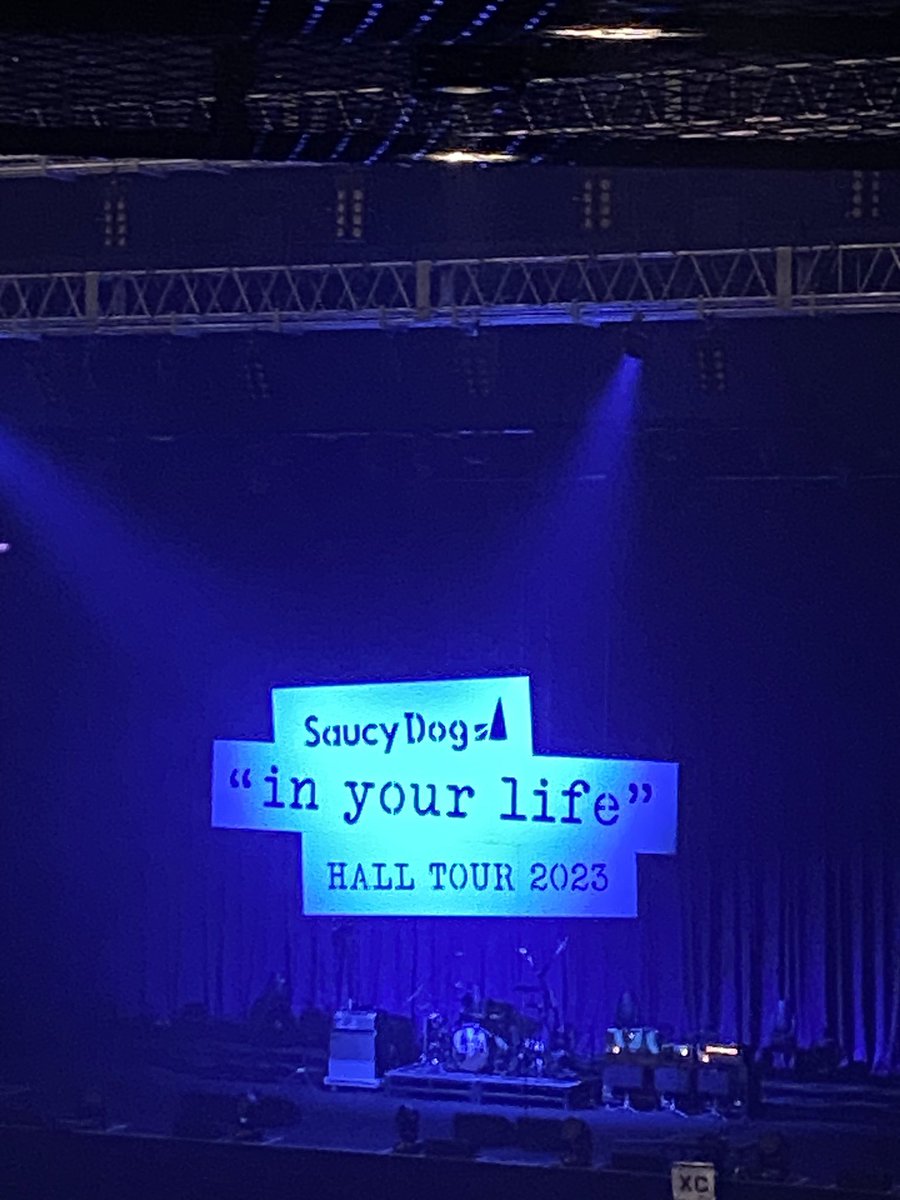 Saucy Dog
“in your life”
HALL TOUR 2023
XC